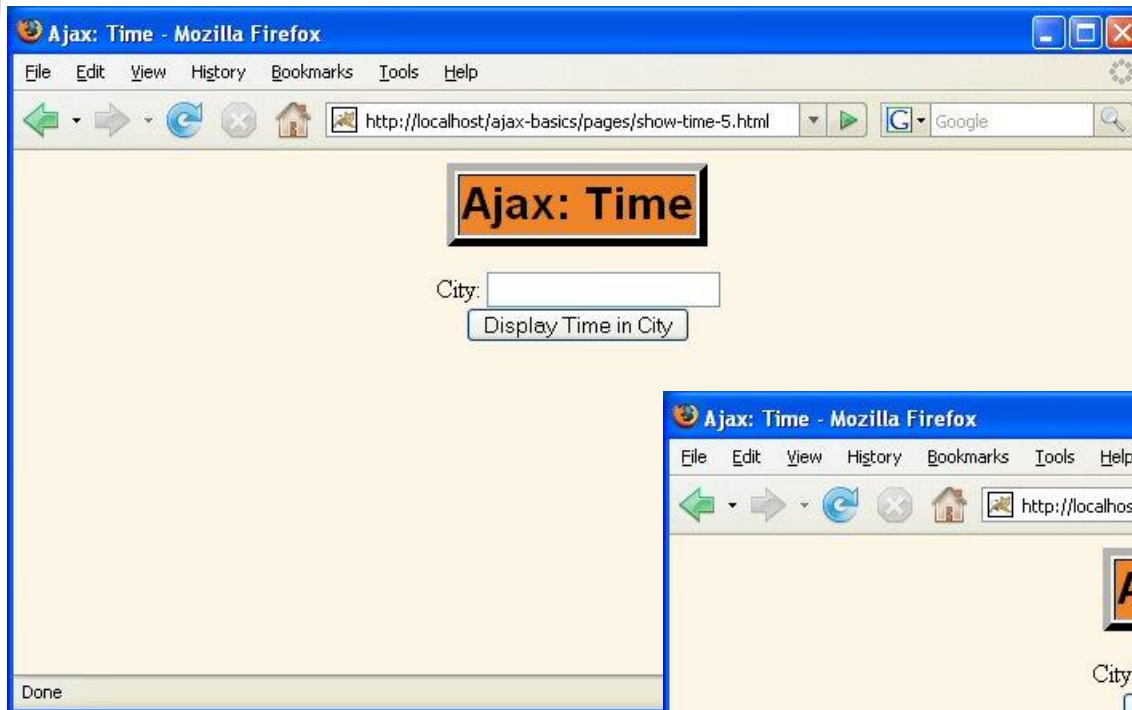 Ajax: Time - Mozilla Firefox
File Edit View History Bookmarks Tools Help
http://localhost/ajax-basics/pages/show-time-5.html G Google
Ajax: Time
City:
Display Time in City
Done
Ajax: Time - Mozilla Firefox
File Edit View History Bookmarks Tools Help
http://localhos
A
City